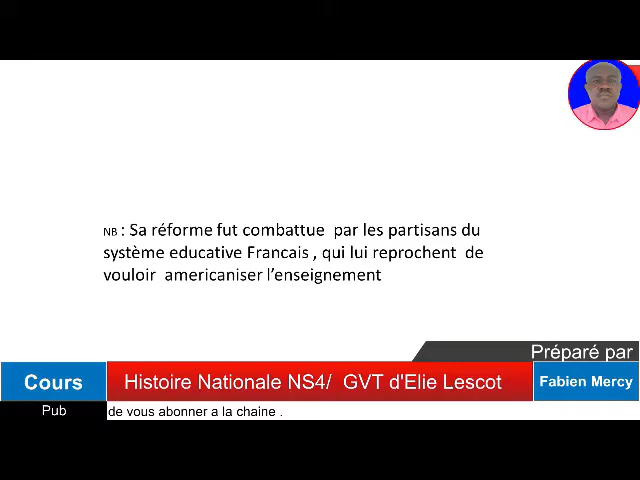 NB : Sa réforme fut combattue par les partisans du
système educative Francais , qui lui reprochent de
vouloir americaniser l'enseignement
Préparé par
Cours
Histoire Nationale NS4/ GVT d'Elie Lescot
Fabien Mercy
Pub
de vous abonner a la chaine .